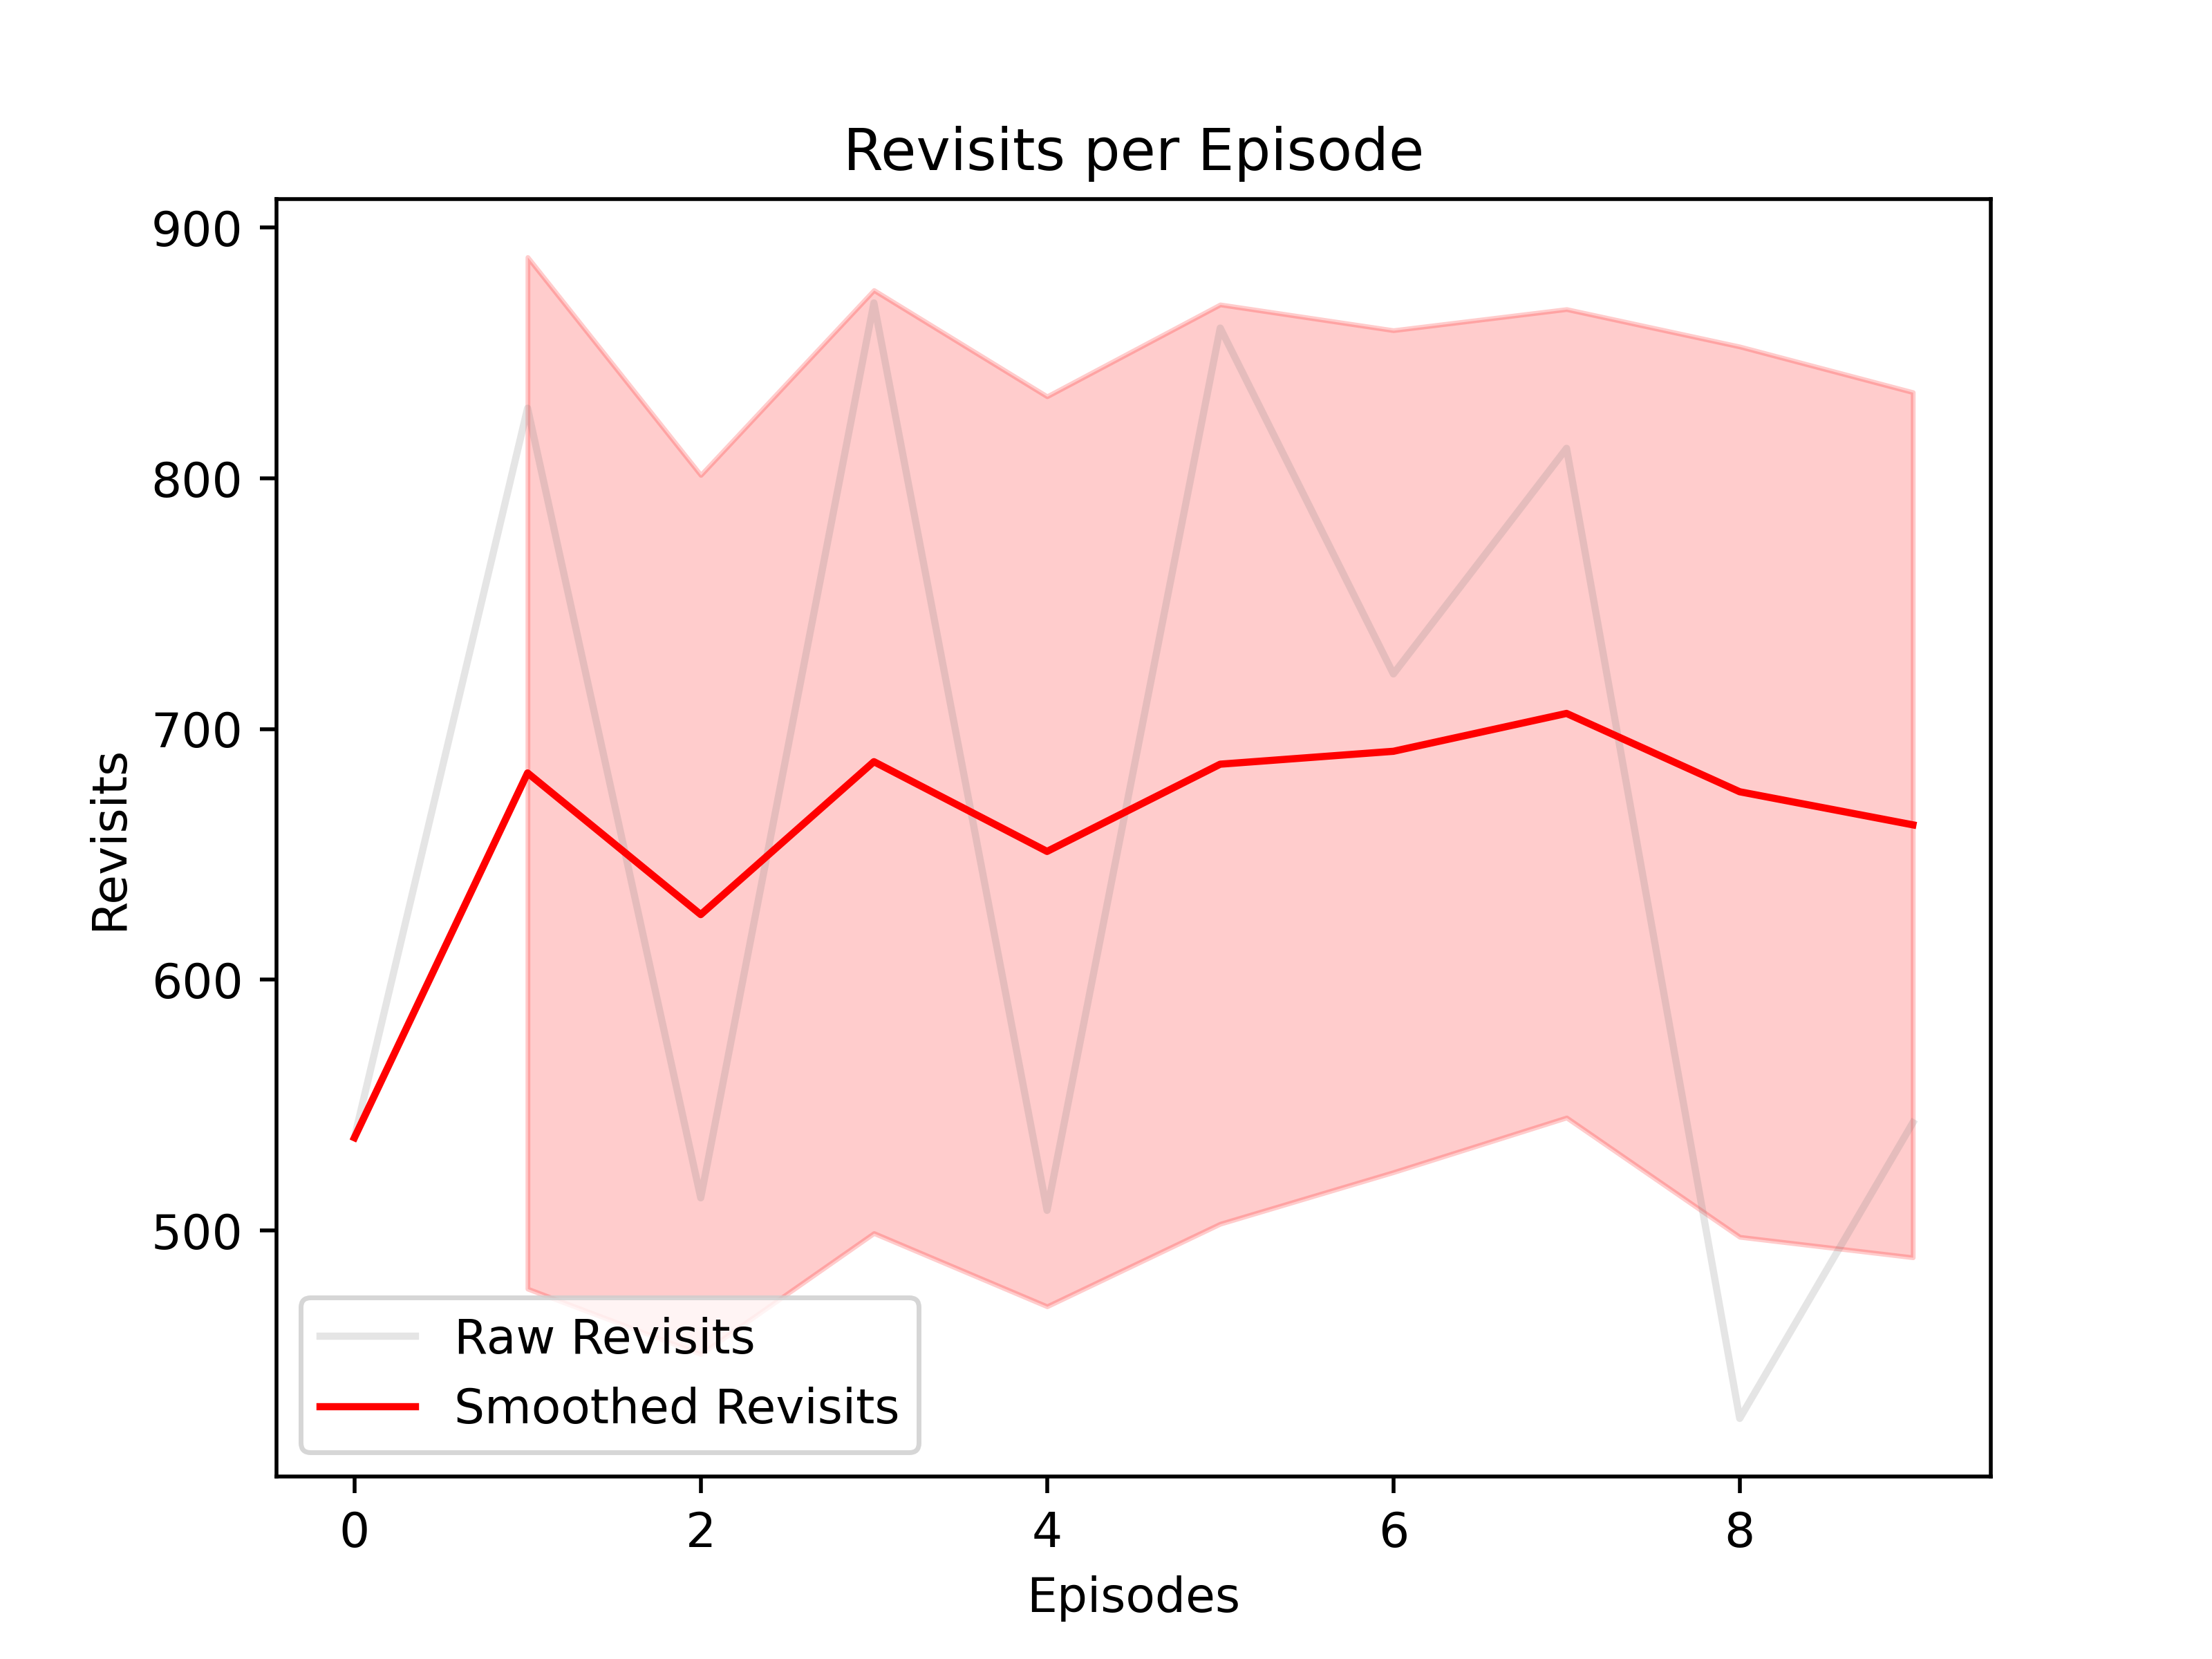 Revisits per Episode
900
800
700
600
500
Revisits
Raw Revisits
Smoothed Revisits
0 2 4 6 8
Episodes